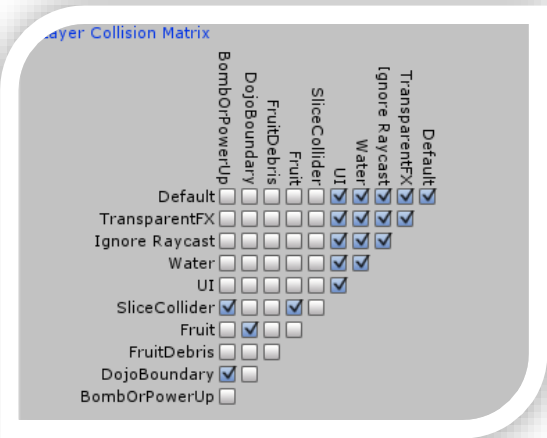 Layer Collision Matrix
BombOrPowerUp
DojoBoundary
FruitDebris
Fruit
SliceCollider
UI
Water
Ignore Raycast
TransparentFX
Default
Default
TransparentFX
Ignore Raycast
Water
UI
SliceCollider
Fruit
FruitDebris
DojoBoundary
BombOrPowerUp